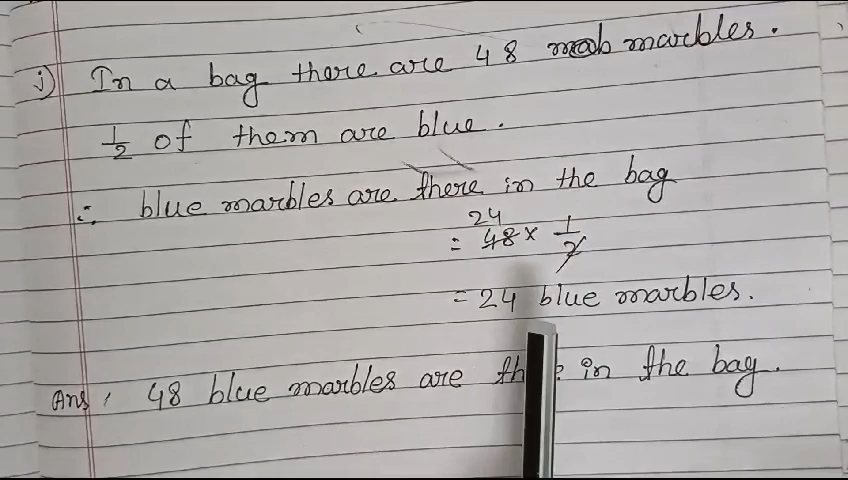 i) In a bag there are 48 marbles.
1/2 of them are blue.
∴ blue marbles are there in the bag
24
= 48 × 1/2
= 24 blue marbles.
Ans, 48 blue marbles are in the bag.